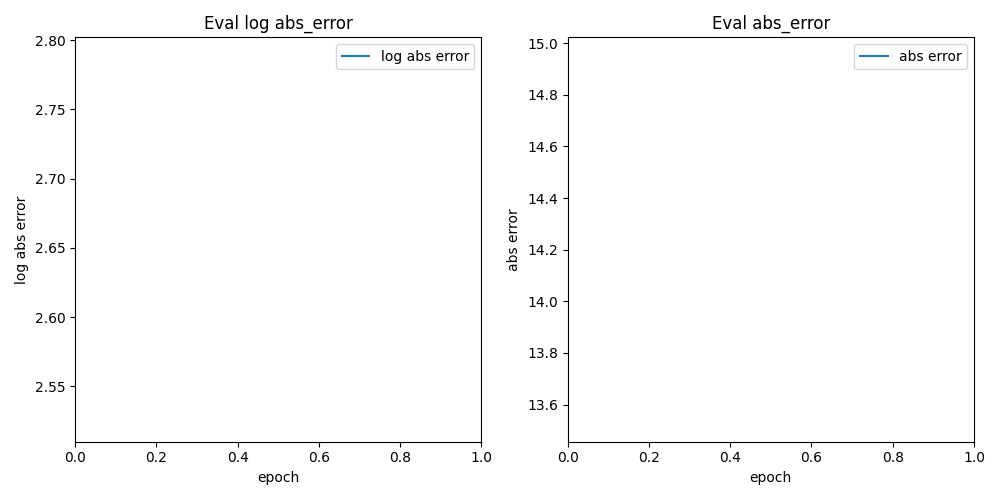 Eval log abs_error
log abs error
2.80
2.75
2.70
2.65
2.60
2.55
log abs error
0.0 0.2 0.4 0.6 0.8 1.0
epoch
Eval abs_error
abs error
15.0
14.8
14.6
14.4
14.2
14.0
13.8
13.6
abs error
0.0 0.2 0.4 0.6 0.8 1.0
epoch